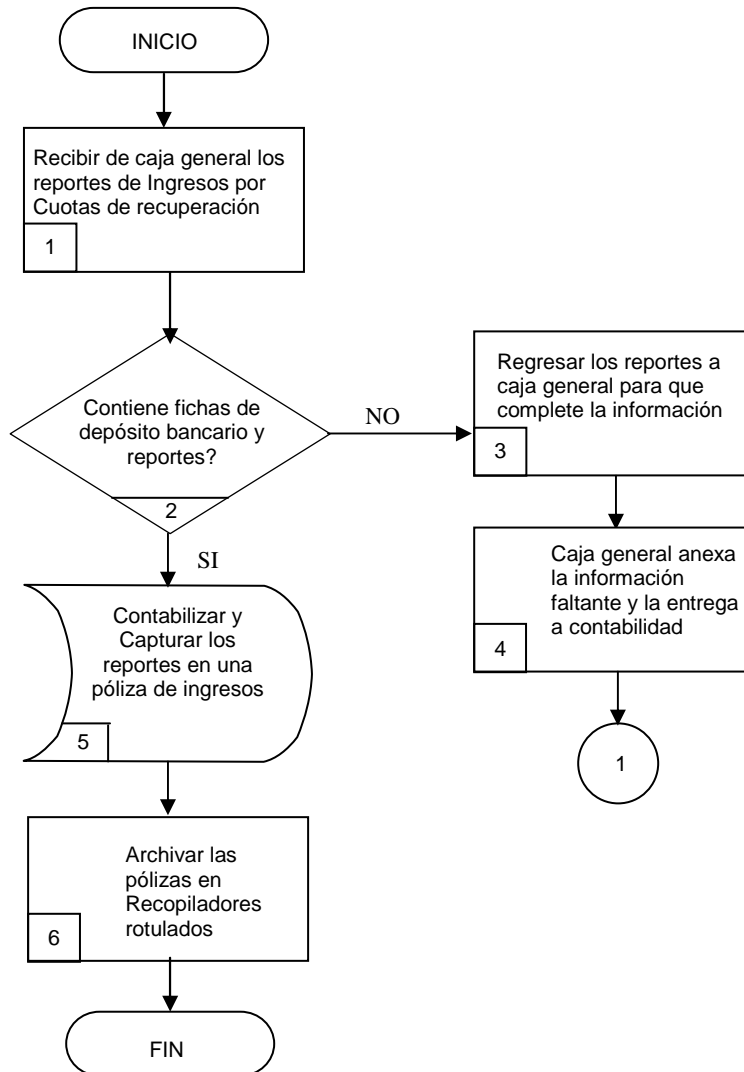 INICIO
Recibir de caja general los
reportes de Ingresos por
Cuotas de recuperación
1
Contiene fichas de
depósito bancario y
reportes?
2
NO
Regresar los reportes a
caja general para que
complete la información
3
Caja general anexa
la información
faltante y la entrega
a contabilidad
4
1
SI
Contabilizar y
Capturar los
reportes en una
póliza de ingresos
5
Archivar las
pólizas en
Recopiladores
rotulados
6
FIN